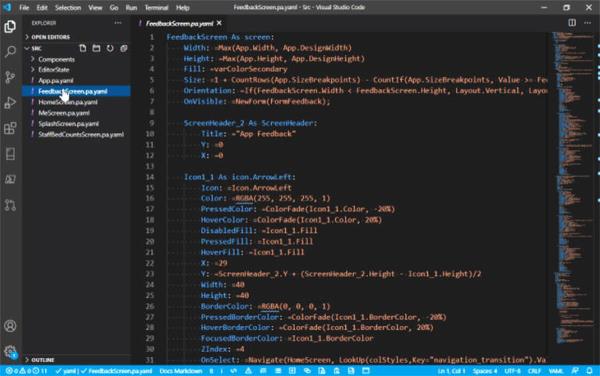 File Edit Selection View Go Run Terminal Help
FeedbackScreen.pa.yaml - Src - Visual Studio Code
EXPLORER
OPEN EDITORS
SRC
Components
EditorState
App.pa.yaml
FeedbackScreen.pa.yaml
HomeScreen.pa.yaml
MeScreen.pa.yaml
SplashScreen.pa.yaml
StaffBedCountsScreen.pa.yaml
OUTLINE
FeedbackScreen.pa.yaml
1 FeedbackScreen As screen:
2 Width: =Max(App.Width, App.DesignWidth)
3 Height: =Max(App.Height, App.DesignHeight)
4 Fill: =varColorSecondary
5 Size: =1 + CountRows(App.SizeBreakpoints) - CountIf(App.SizeBreakpoints, Value >= Fee
6 Orientation: =If(FeedbackScreen.Width < FeedbackScreen.Height, Layout.Vertical, Layou
7 OnVisible: =NewForm(FormFeedback);
8
9 ScreenHeader_2 As ScreenHeader:
10 Title: ="App Feedback"
11 Y: =0
12 X: =0
13
14 Icon1_1 As icon.ArrowLeft:
15 Icon: =Icon.ArrowLeft
16 Color: =RGBA(255, 255, 255, 1)
17 PressedColor: =ColorFade(Icon1_1.Color, -20%)
18 HoverColor: =ColorFade(Icon1_1.Color, 20%)
19 DisabledFill: =Icon1_1.Fill
20 PressedFill: =Icon1_1.Fill
21 HoverFill: =Icon1_1.Fill
22 X: =29
23 Y: =ScreenHeader_2.Y + (ScreenHeader_2.Height - Icon1_1.Height)/2
24 Width: =40
25 Height: =40
26 BorderColor: =RGBA(0, 0, 0, 1)
27 PressedBorderColor: =ColorFade(Icon1_1.BorderColor, -20%)
28 HoverBorderColor: =ColorFade(Icon1_1.BorderColor, 20%)
29 FocusedBorderColor: =Icon1_1.BorderColor
30 ZIndex: =4
31 OnSelect: =Navigate(HomeScreen, LookUp(colStyles,Key="navigation_transition").Va
0 0 11 yaml FeedbackScreen.pa.yaml Docs Markdown Ln 1, Col 1 Spaces: 4 UTF-8 CRLF YAML